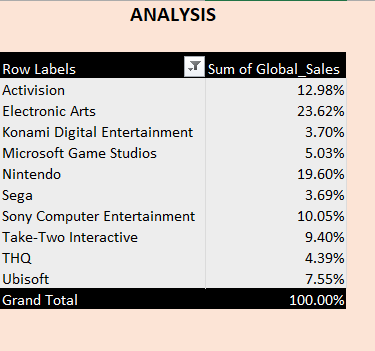 ANALYSIS
Row Labels Sum of Global_Sales
Activision 12.98%
Electronic Arts 23.62%
Konami Digital Entertainment 3.70%
Microsoft Game Studios 5.03%
Nintendo 19.60%
Sega 3.69%
Sony Computer Entertainment 10.05%
Take-Two Interactive 9.40%
THQ 4.39%
Ubisoft 7.55%
Grand Total 100.00%